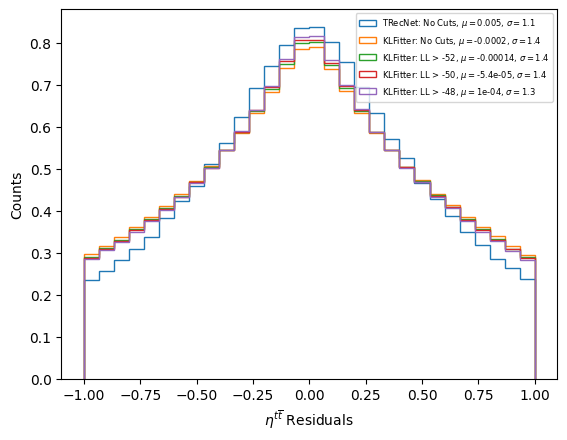 TRecNet: No Cuts, μ = 0.005, σ = 1.1
KLFitter: No Cuts, μ = -0.0002, σ = 1.4
KLFitter: LL > -52, μ = -0.00014, σ = 1.4
KLFitter: LL > -50, μ = -5.4e-05, σ = 1.4
KLFitter: LL > -48, μ = 1e-04, σ = 1.3
0.8
0.7
0.6
0.5
0.4
0.3
0.2
0.1
0.0
Counts
−1.00 −0.75 −0.50 −0.25 0.00 0.25 0.50 0.75 1.00
η^{tt̅} Residuals